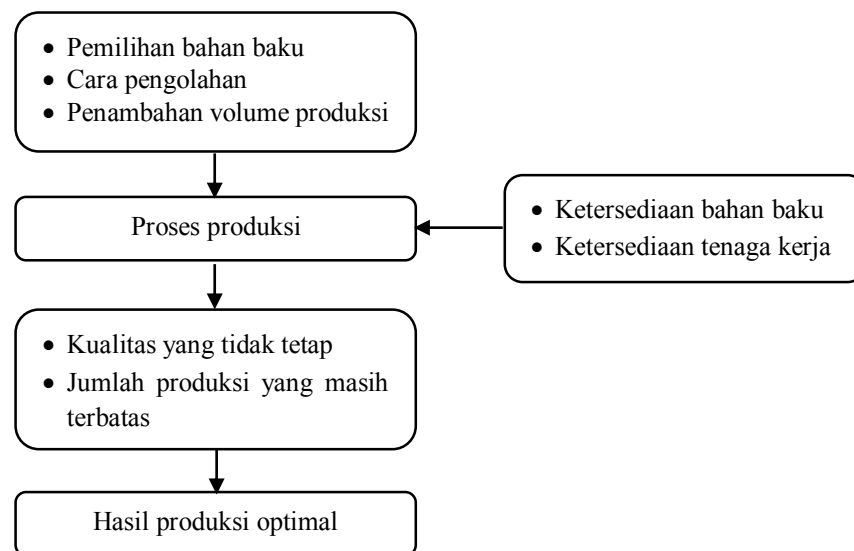 • Pemilihan bahan baku
• Cara pengolahan
• Penambahan volume produksi
Proses produksi
• Ketersediaan bahan baku
• Ketersediaan tenaga kerja
• Kualitas yang tidak tetap
• Jumlah produksi yang masih
terbatas
Hasil produksi optimal